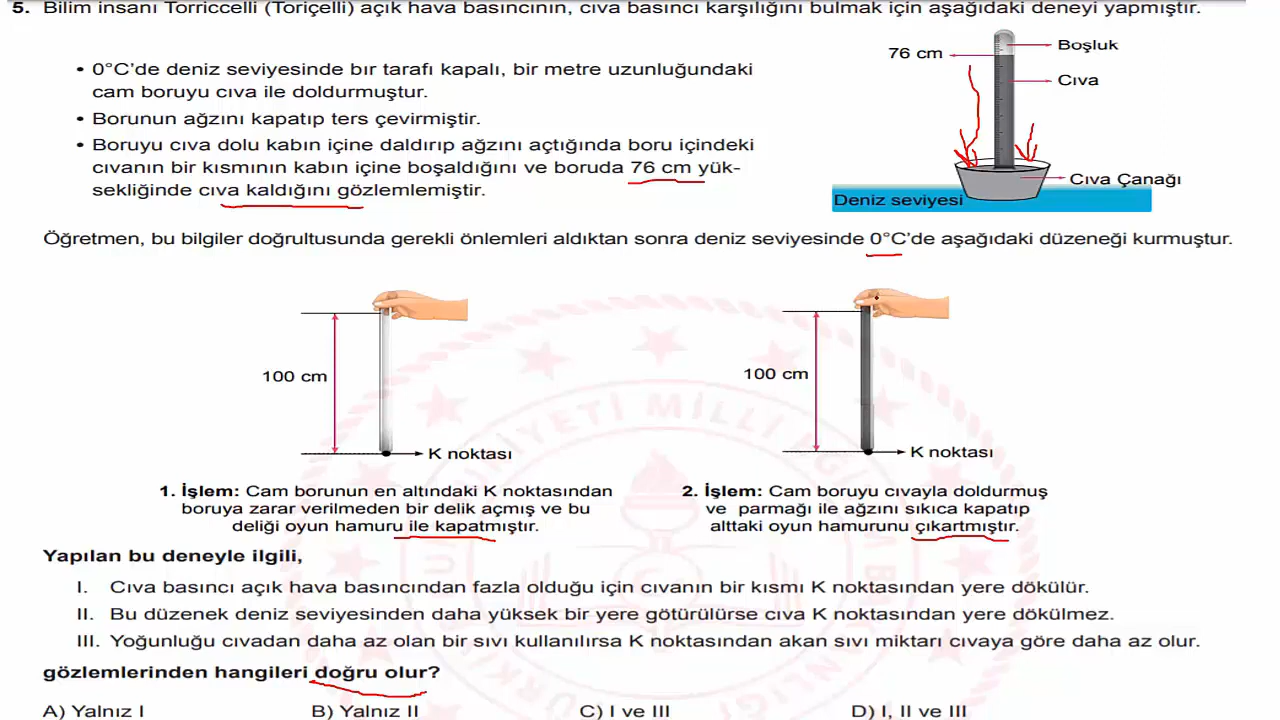 5. Bilim insanı Torriccelli (Toriçelli) açık hava basıncının, cıva basıncı karşılığını bulmak için aşağıdaki deneyi yapmıştır.
• 0°C'de deniz seviyesinde bır tarafı kapalı, bir metre uzunluğundaki
cam boruyu cıva ile doldurmuştur.
• Borunun ağzını kapatıp ters çevirmiştir.
• Boruyu cıva dolu kabın içine daldırıp ağzını açtığında boru içindeki
cıvanın bir kısmının kabın içine boşaldığını ve boruda 76 cm yük-
sekliğinde cıva kaldığını gözlemlemiştir.
76 cm
Boşluk
Cıva
Cıva Çanağı
Deniz seviyesi
Öğretmen, bu bilgiler doğrultusunda gerekli önlemleri aldıktan sonra deniz seviyesinde 0°C'de aşağıdaki düzeneği kurmuştur.
100 cm
K noktası
1. İşlem: Cam borunun en altındaki K noktasından
boruya zarar verilmeden bir delik açmış ve bu
deliği oyun hamuru ile kapatmıştır.
100 cm
K noktası
2. İşlem: Cam boruyu cıvayla doldurmuş
ve parmağı ile ağzını sıkıca kapatıp
alttaki oyun hamurunu çıkartmıştır.
Yapılan bu deneyle ilgili,
I. Cıva basıncı açık hava basıncından fazla olduğu için cıvanın bir kısmı K noktasından yere dökülür.
II. Bu düzenek deniz seviyesinden daha yüksek bir yere götürülürse cıva K noktasından yere dökülmez.
III. Yoğunluğu cıvadan daha az olan bir sıvı kullanılırsa K noktasından akan sıvı miktarı cıvaya göre daha az olur.
gözlemlerinden hangileri doğru olur?
A) Yalnız I B) Yalnız II C) I ve III D) I, II ve III